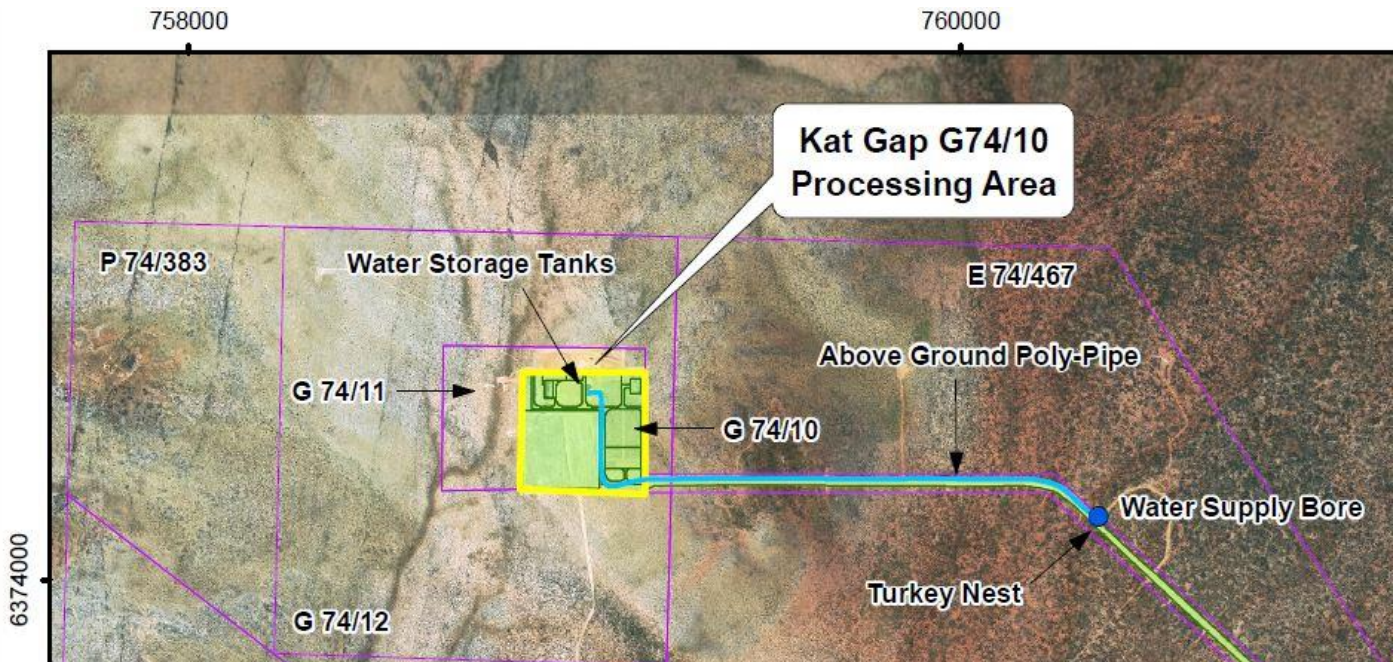 758000
760000
Kat Gap G74/10
Processing Area
P 74/383
Water Storage Tanks
E 74/467
Above Ground Poly-Pipe
G 74/11
G 74/10
Water Supply Bore
6374000
Turkey Nest
G 74/12